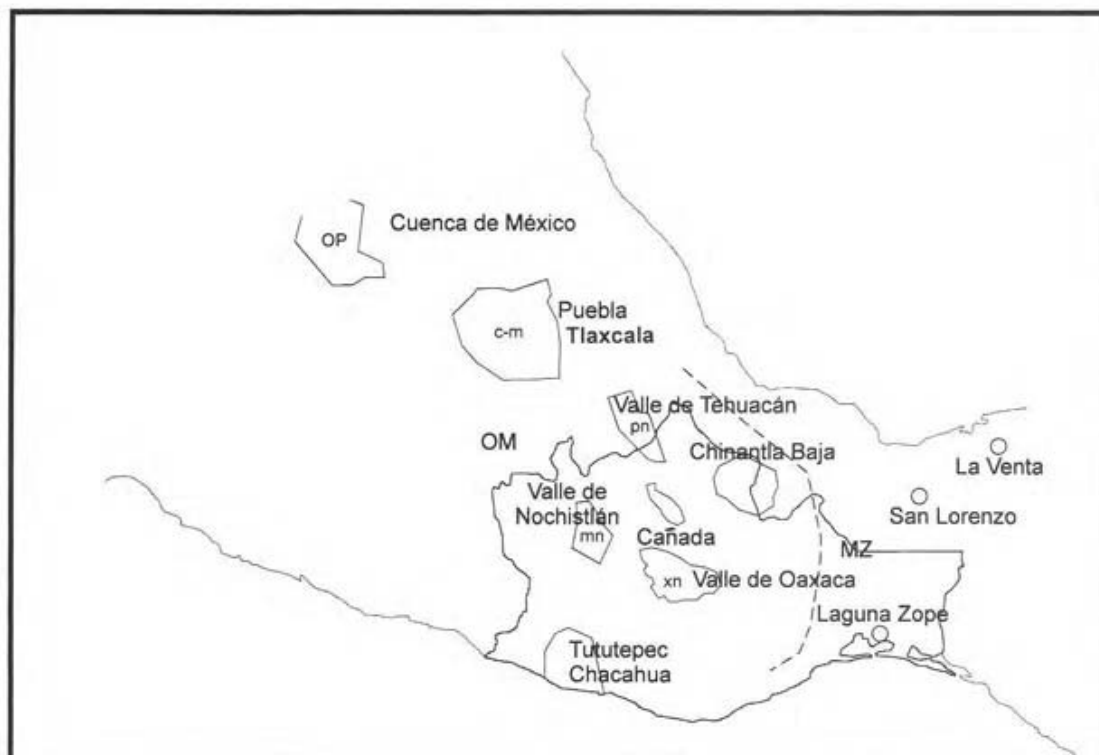 OP
Cuenca de México
c-m
Puebla
Tlaxcala
Valle de Tehuacán
pn
OM
Chinantla Baja
La Venta
Valle de
Nochistlán
San Lorenzo
mn
Cañada
MZ
xn
Valle de Oaxaca
Laguna Zope
Tututepec
Chacahua